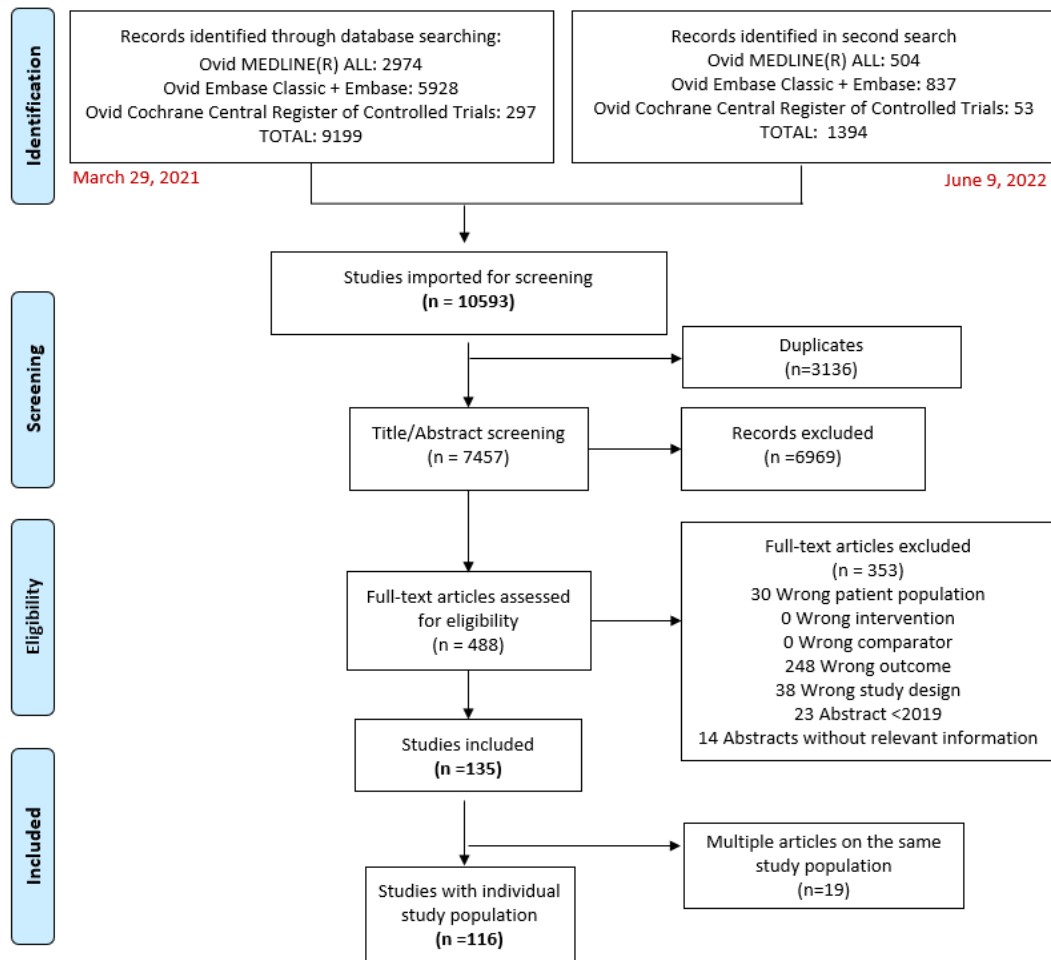 Identification
Records identified through database searching:
Ovid MEDLINE(R) ALL: 2974
Ovid Embase Classic + Embase: 5928
Ovid Cochrane Central Register of Controlled Trials: 297
TOTAL: 9199
March 29, 2021
Records identified in second search
Ovid MEDLINE(R) ALL: 504
Ovid Embase Classic + Embase: 837
Ovid Cochrane Central Register of Controlled Trials: 53
TOTAL: 1394
June 9, 2022
Studies imported for screening
(n = 10593)
Screening
Duplicates
(n=3136)
Title/Abstract screening
(n = 7457)
Records excluded
(n =6969)
Eligibility
Full-text articles assessed
for eligibility
(n = 488)
Full-text articles excluded
(n = 353)
30 Wrong patient population
0 Wrong intervention
0 Wrong comparator
248 Wrong outcome
38 Wrong study design
23 Abstract <2019
14 Abstracts without relevant information
Studies included
(n =135)
Included
Multiple articles on the same
study population
(n=19)
Studies with individual
study population
(n =116)